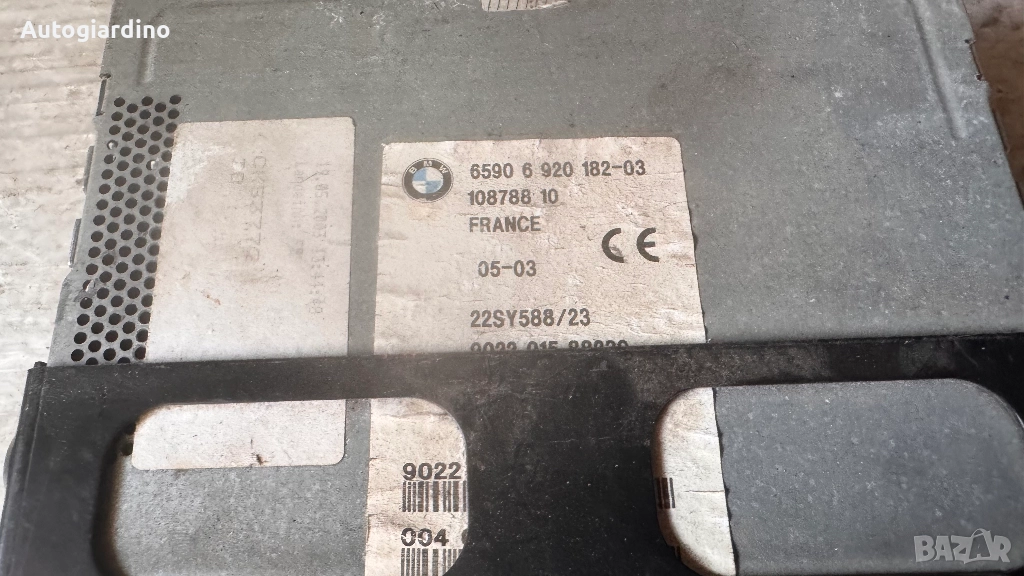 Autogiardino
BMW
6590 6 920 182-03
108788 10
FRANCE
CE
05-03
22SY588/23
9022
004
BAZAR